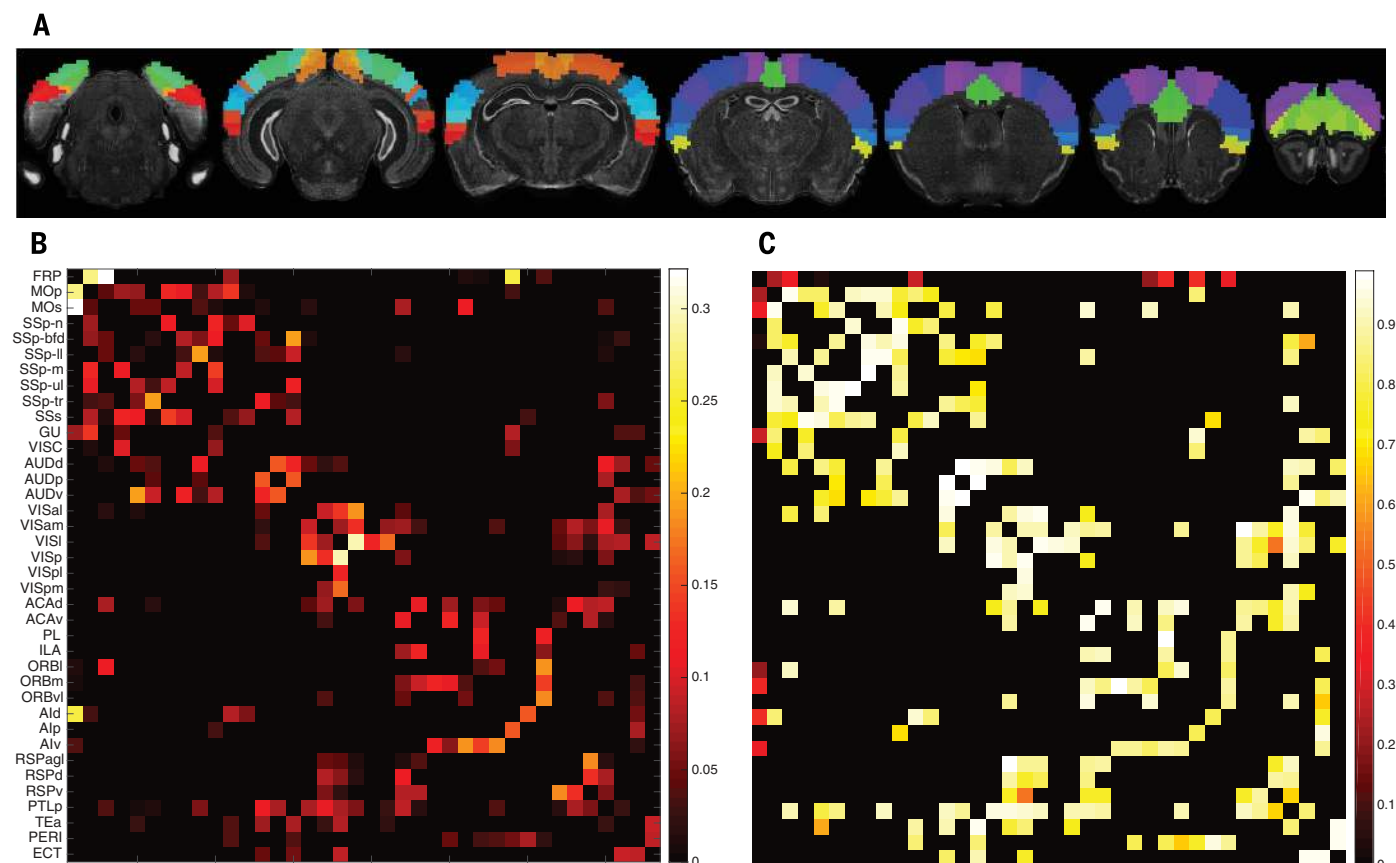 A
B
C
FRP
MOp
MOs
SSp-n
SSp-bfd
SSp-ll
SSp-m
SSp-ul
SSp-tr
SSs
GU
VISC
AUDd
AUDp
AUDv
VISal
VISam
VISl
VISp
VISpl
VISpm
ACAd
ACAv
PL
ILA
ORBl
ORBm
ORBvl
AId
AIp
AIv
RSPagl
RSPd
RSPv
PTLp
TEa
PERI
ECT
0.3
0.25
0.2
0.15
0.1
0.05
0
0.9
0.8
0.7
0.6
0.5
0.4
0.3
0.2
0.1